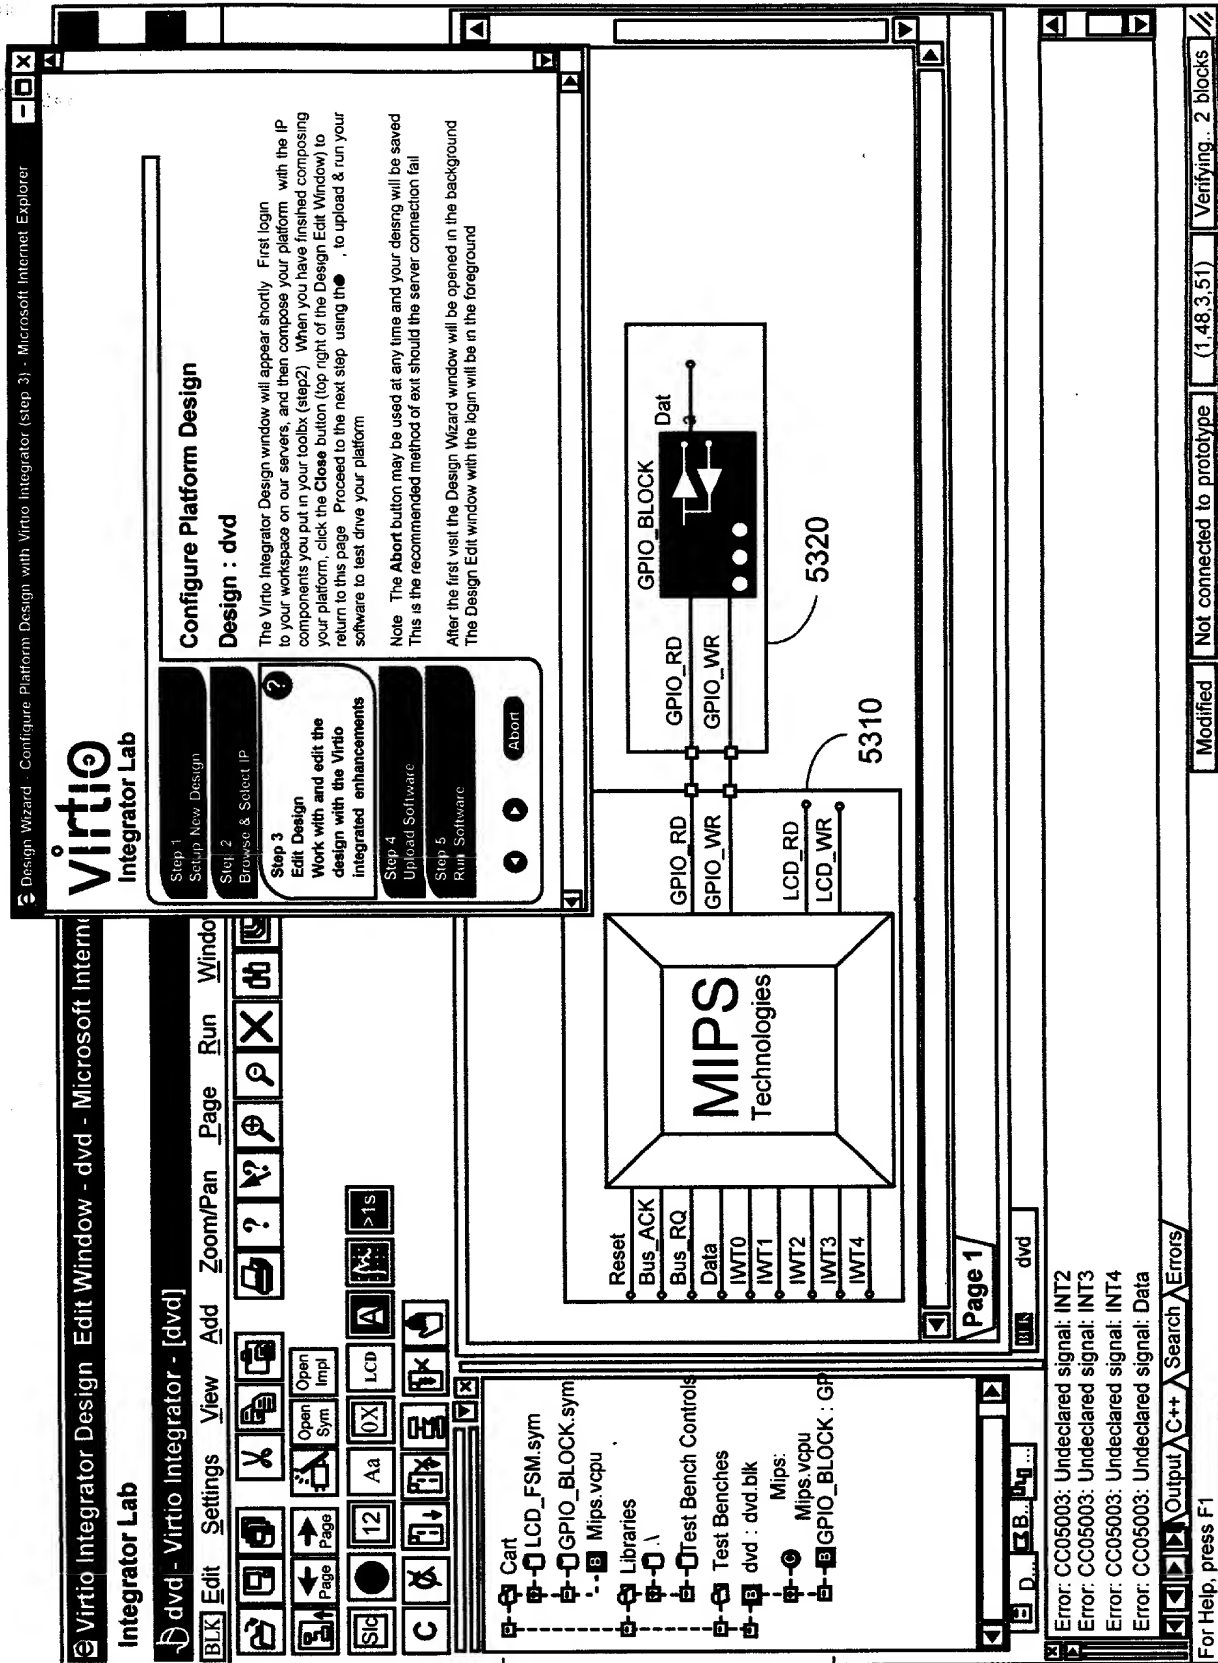 Virtio Integrator Design Edit Window - dvd - Microsoft Intern
Integrator Lab
dvd - Virtio Integrator - [dvd]
BLK Edit Settings View Add Zoom/Pan Page Run Windo
Page
Page
Open
Sym
Open
Impl
Slc
12
Aa
0X
LCD
A
>1s
C
Cart
LCD_FSM.sym
GPIO_BLOCK.sym
B Mips.vcpu
Libraries
.\
Test Bench Controls
Test Benches
B dvd : dvd.blk
Mips:
C Mips.vcpu
B GPIO_BLOCK : GP
D...
B...
...
Design Wizard - Configure Platform Design with Virtio Integrator (step 3) - Microsoft Internet Explorer
Virtio
Integrator Lab
Step 1
Setup New Design
Step 2
Browse & Select IP
Step 3
Edit Design
Work with and edit the
design with the Virtio
integrated enhancements
?
Step 4
Upload Software
Step 5
Run Software
Abort
Configure Platform Design
Design : dvd
The Virtio Integrator Design window will appear shortly First login
to your workspace on our servers, and then compose your platform with the IP
components you put in your toolbx (step2) When you have finsihed composing
your platform, click the Close button (top right of the Design Edit Window) to
return to this page Proceed to the next step using the , to upload & run your
software to test drive your platform
Note The Abort button may be used at any time and your deisng will be saved
This is the recommended method of exit should the server connection fail
After the first visit the Design Wizard window will be opened in the background
The Design Edit window with the login will be in the foreground
Reset
Bus_ACK
Bus_RQ
Data
IWT0
IWT1
IWT2
IWT3
IWT4
MIPS
Technologies
GPIO_RD
GPIO_WR
LCD_RD
LCD_WR
5310
GPIO_RD
GPIO_WR
GPIO_BLOCK
Dat
5320
Page 1
BLK dvd
Error: CC05003: Undeclared signal: INT2
Error: CC05003: Undeclared signal: INT3
Error: CC05003: Undeclared signal: INT4
Error: CC05003: Undeclared signal: Data
Output C++ Search Errors
For Help, press F1
Modified
Not connected to prototype
(1,48,3,51)
Verifying.. 2 blocks